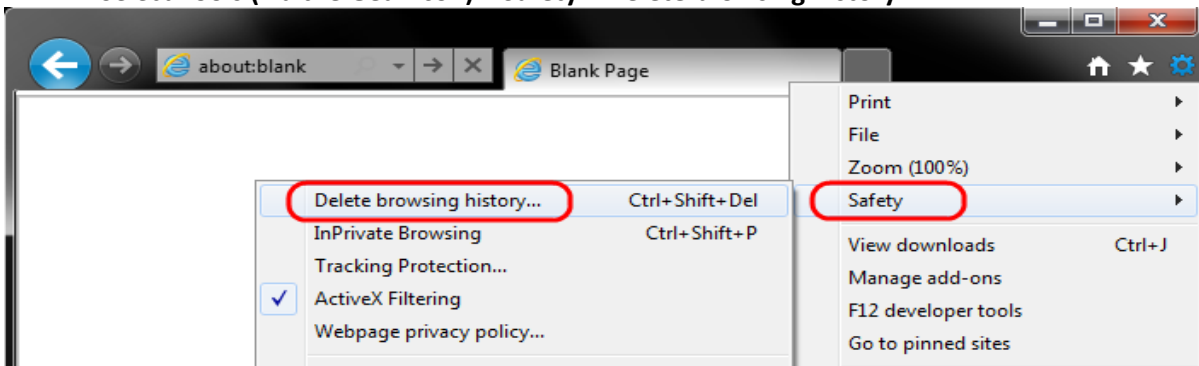 about:blank
Blank Page
Print
File
Zoom (100%)
Safety
View downloads Ctrl+J
Manage add-ons
F12 developer tools
Go to pinned sites
Delete browsing history... Ctrl+Shift+Del
InPrivate Browsing Ctrl+Shift+P
Tracking Protection...
ActiveX Filtering
Webpage privacy policy...